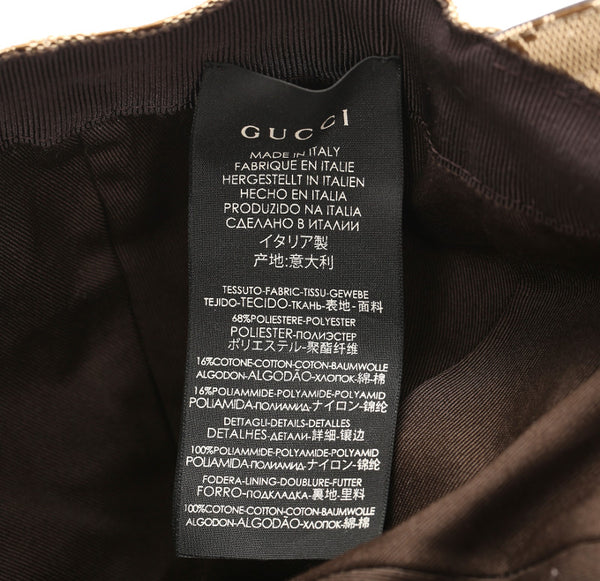 GUCCI
MADE IN ITALY
FABRIQUE EN ITALIE
HERGESTELLT IN ITALIEN
HECHO EN ITALIA
PRODUZIDO NA ITALIA
СДЕЛАНО В ИТАЛИИ
イタリア製
产地:意大利
TESSUTO-FABRIC-TISSU-GEWEBE
TEJIDO-TECIDO-ТКАНЬ-表地-面料
68%POLIESTERE-POLYESTER
POLIESTER-ПОЛИЭСТЕР
ポリエステル-聚酯纤维
16%COTONE-COTTON-COTON-BAUMWOLLE
ALGODON-ALGODÃO-ХЛОПОК-綿-棉
16%POLIAMMIDE-POLYAMIDE-POLYAMID
POLIAMIDA-ПОЛИАМИД-ナイロン-锦纶
DETTAGLI-DETAILS-DETALLES
DETALHES-ДЕТАЛИ-詳細-镶边
100%POLIAMMIDE-POLYAMIDE-POLYAMID
POLIAMIDA-ПОЛИАМИД-ナイロン-锦纶
FODERA-LINING-DOUBLURE-FUTTER
FORRO-ПОДКЛАДКА-裏地-里料
100%COTONE-COTTON-COTON-BAUMWOLLE
ALGODON-ALGODÃO-ХЛОПОК-綿-棉